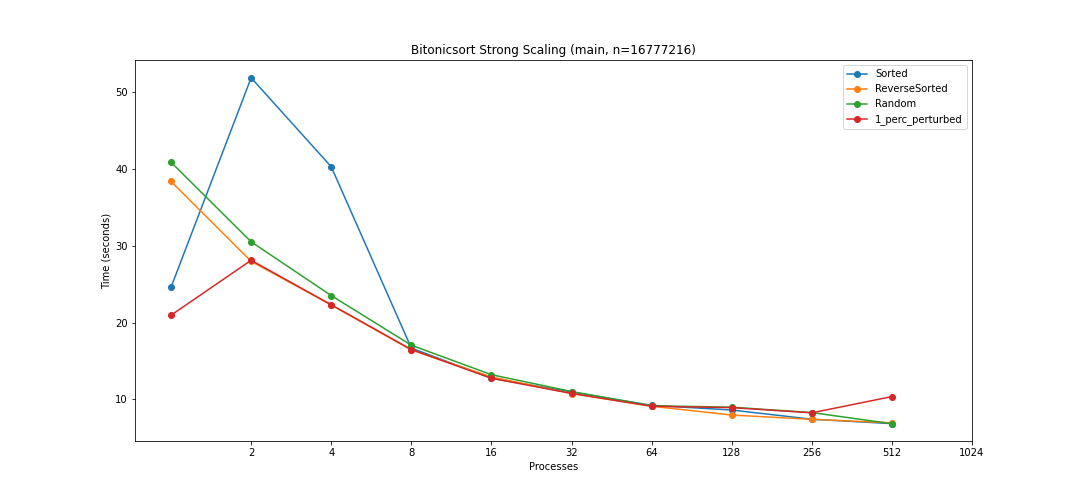 Bitonicsort Strong Scaling (main, n=16777216)
Sorted
ReverseSorted
Random
1_perc_perturbed
Time (seconds)
50
40
30
20
10
2 4 8 16 32 64 128 256 512 1024
Processes